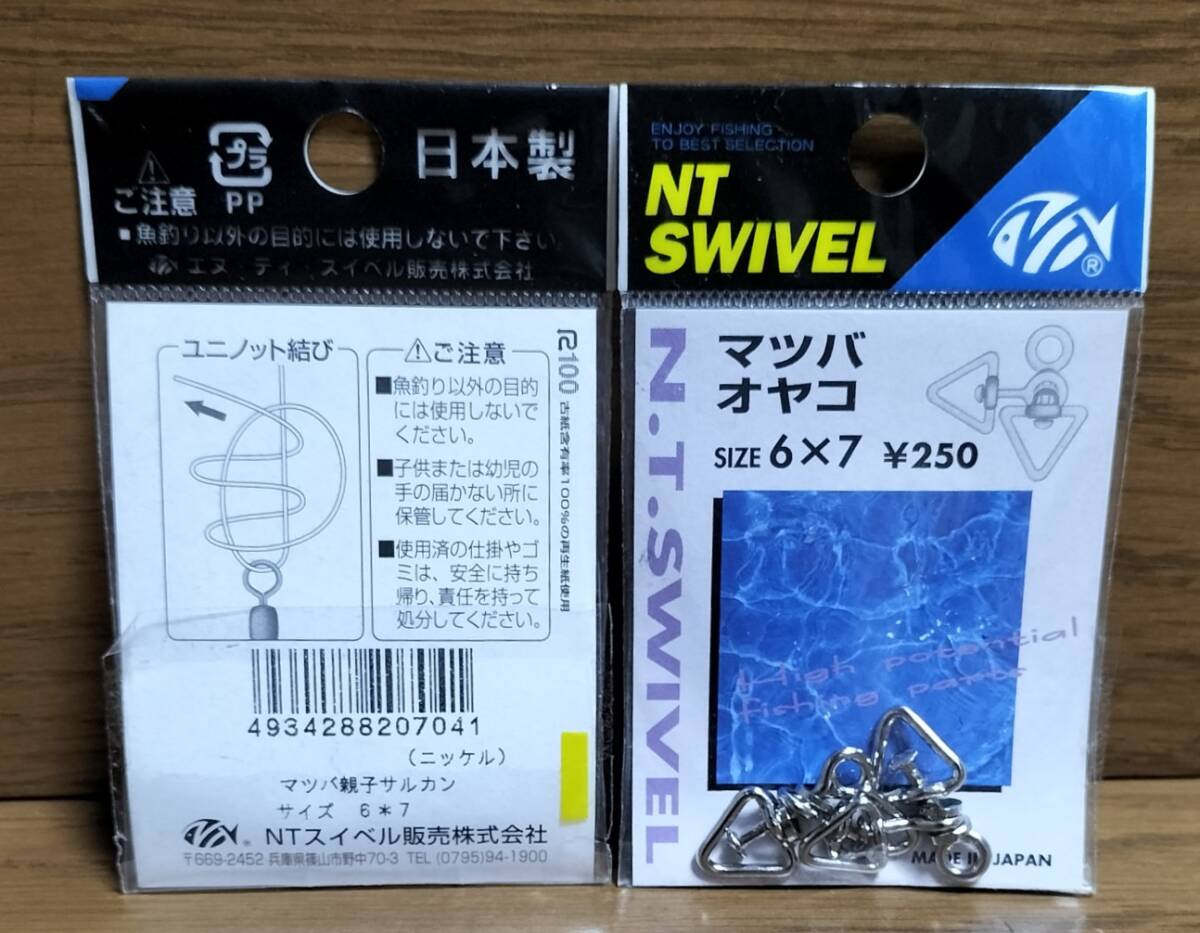 日本製
プラ
PP
ご注意
■魚釣り以外の目的には使用しないで下さい
エヌ・ティ・スイベル販売株式会社
ユニノット結び
ご注意
■魚釣り以外の目的
には使用しないで
ください。
■子供または幼児の
手の届かない所に
保管してください。
■使用済の仕掛やゴ
ミは、安全に持ち
帰り、責任を持って
処分してください。
R100
古紙含有率100%の再生紙使用
4934288207041
(ニッケル)
マツバ親子サルカン
サイズ 6*7
NTスイベル販売株式会社
〒669-2452 兵庫県篠山市野中70-3 TEL (0795)94-1900
ENJOY FISHING
TO BEST SELECTION
NT
SWIVEL
®
N.T.SWIVEL
マツバ
オヤコ
SIZE 6×7 ¥250
High potential
fishing parts
MADE IN JAPAN